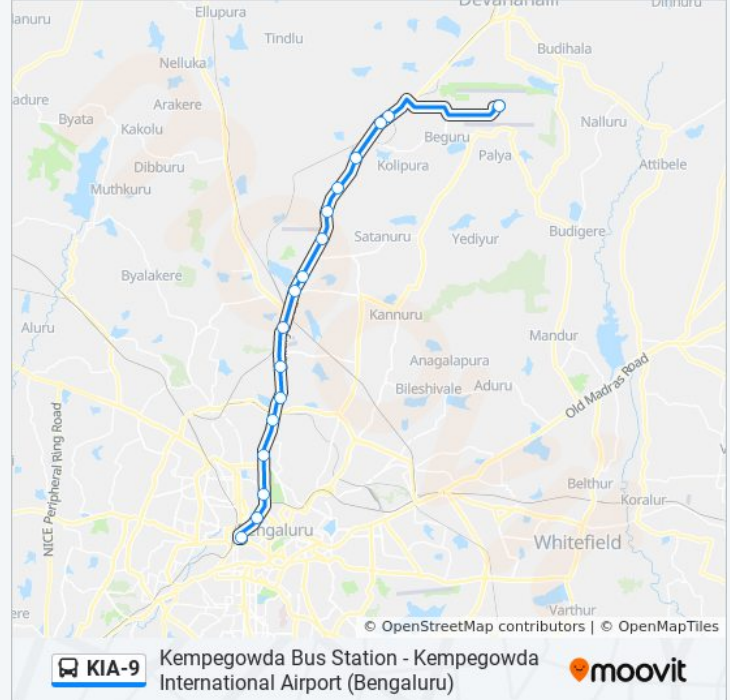 Devanahalli
Ellupura
Tindlu
Budihala
Nelluka
Arakere
Byata
Kakolu
Nalluru
Beguru
Palya
Dibburu
Kolipura
Attibele
Muthkuru
Satanuru
Yediyur
Budigere
Byalakere
Kannuru
Aluru
Mandur
Anagalapura
Bileshivale
Aduru
Old Madras Road
NICE Peripheral Ring Road
Belthur
Koralur
engaluru
Whitefield
Varthur
© OpenStreetMap contributors | © OpenMapTiles
KIA-9
Kempegowda Bus Station - Kempegowda
International Airport (Bengaluru)
moovit